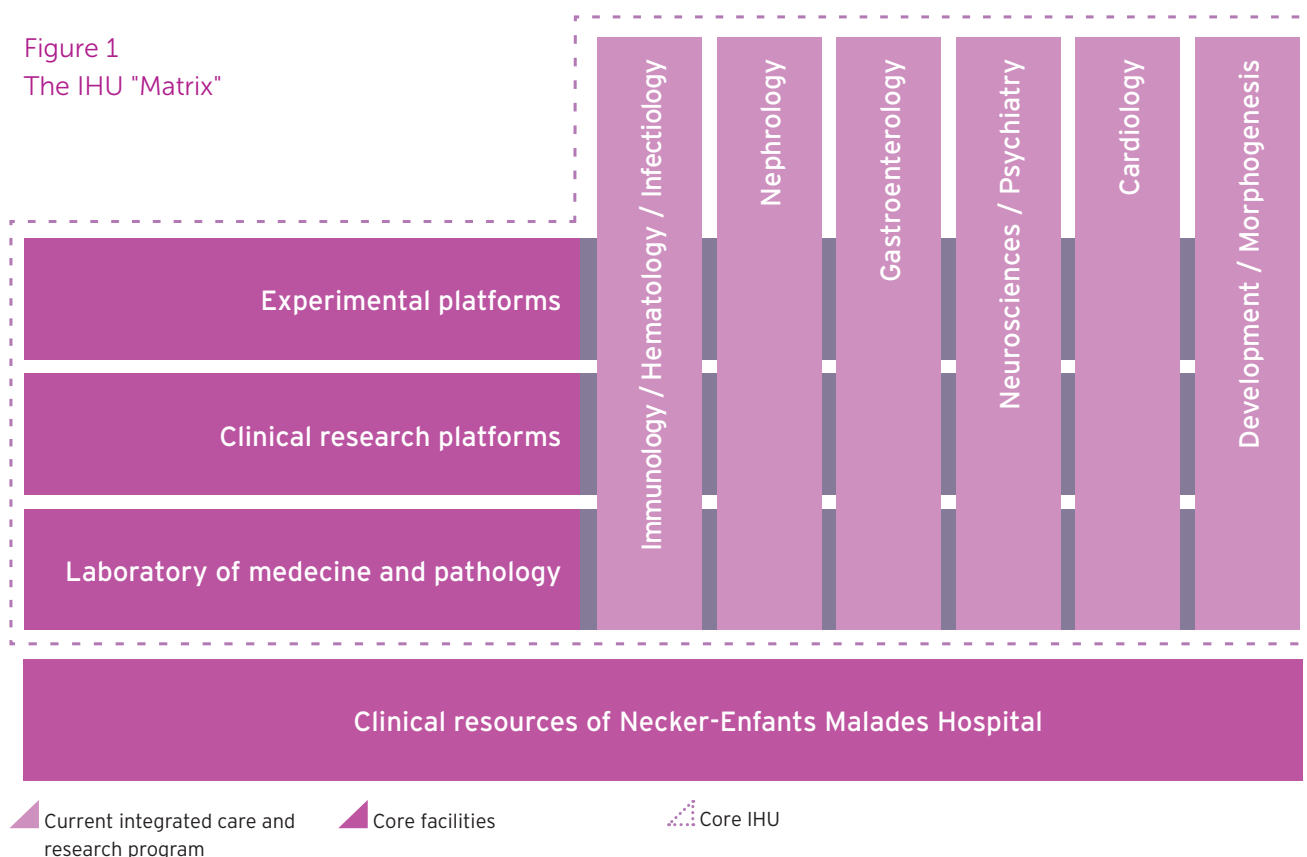 Figure 1
The IHU "Matrix"
Immunology / Hematology / Infectiology
Nephrology
Gastroenterology
Neurosciences / Psychiatry
Cardiology
Development / Morphogenesis
Experimental platforms
Clinical research platforms
Laboratory of medecine and pathology
Clinical resources of Necker-Enfants Malades Hospital
Current integrated care and
research program
Core facilities
Core IHU